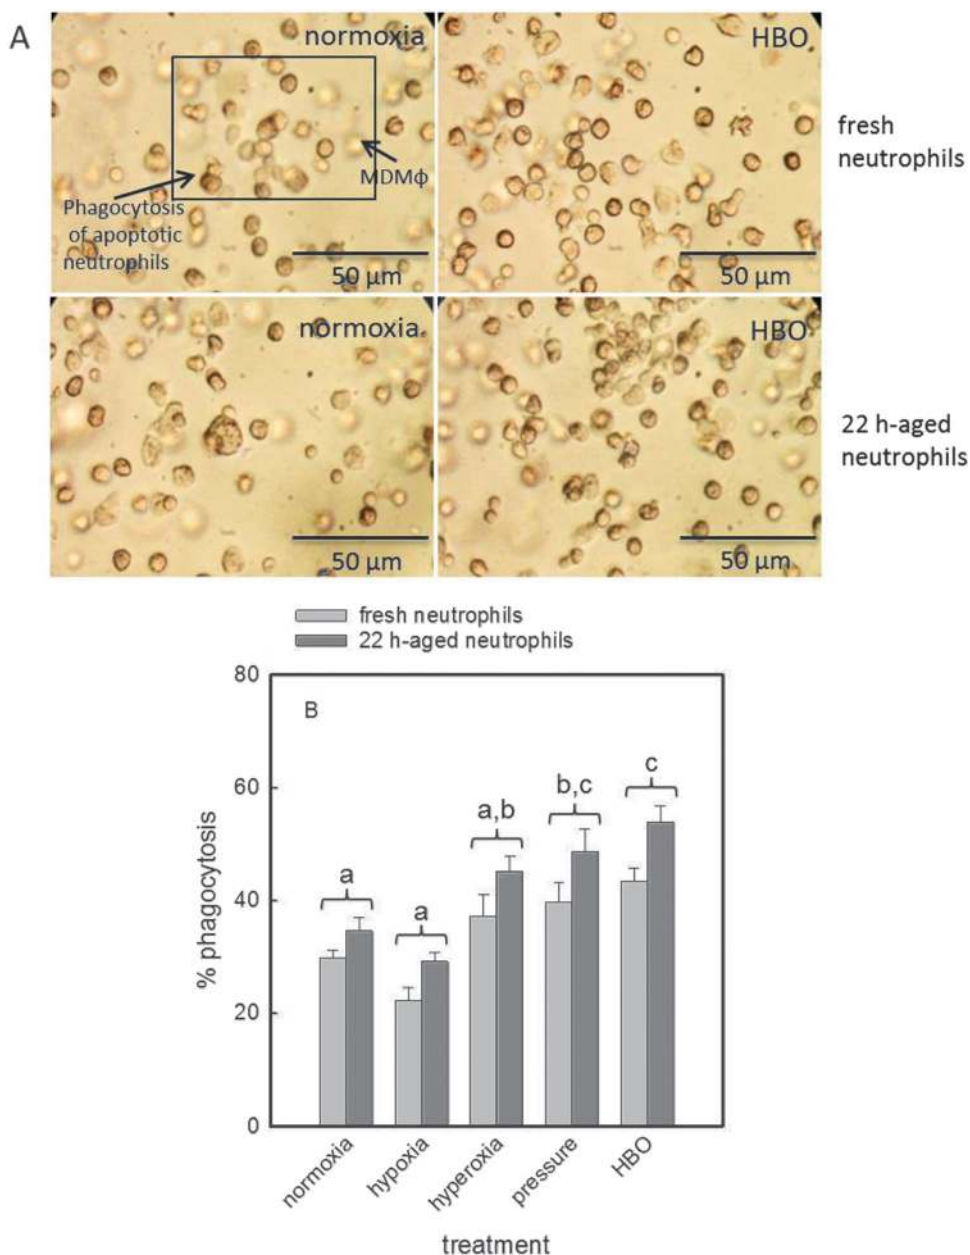 A
normoxia
HBO
fresh
neutrophils
MDMϕ
Phagocytosis
of apoptotic
neutrophils
50 µm
50 µm
normoxia
HBO
22 h-aged
neutrophils
50 µm
50 µm
fresh neutrophils
22 h-aged neutrophils
80
B
60
c
b,c
a,b
% phagocytosis
40
a
a
20
0
normoxia
hypoxia
hyperoxia
pressure
HBO
treatment